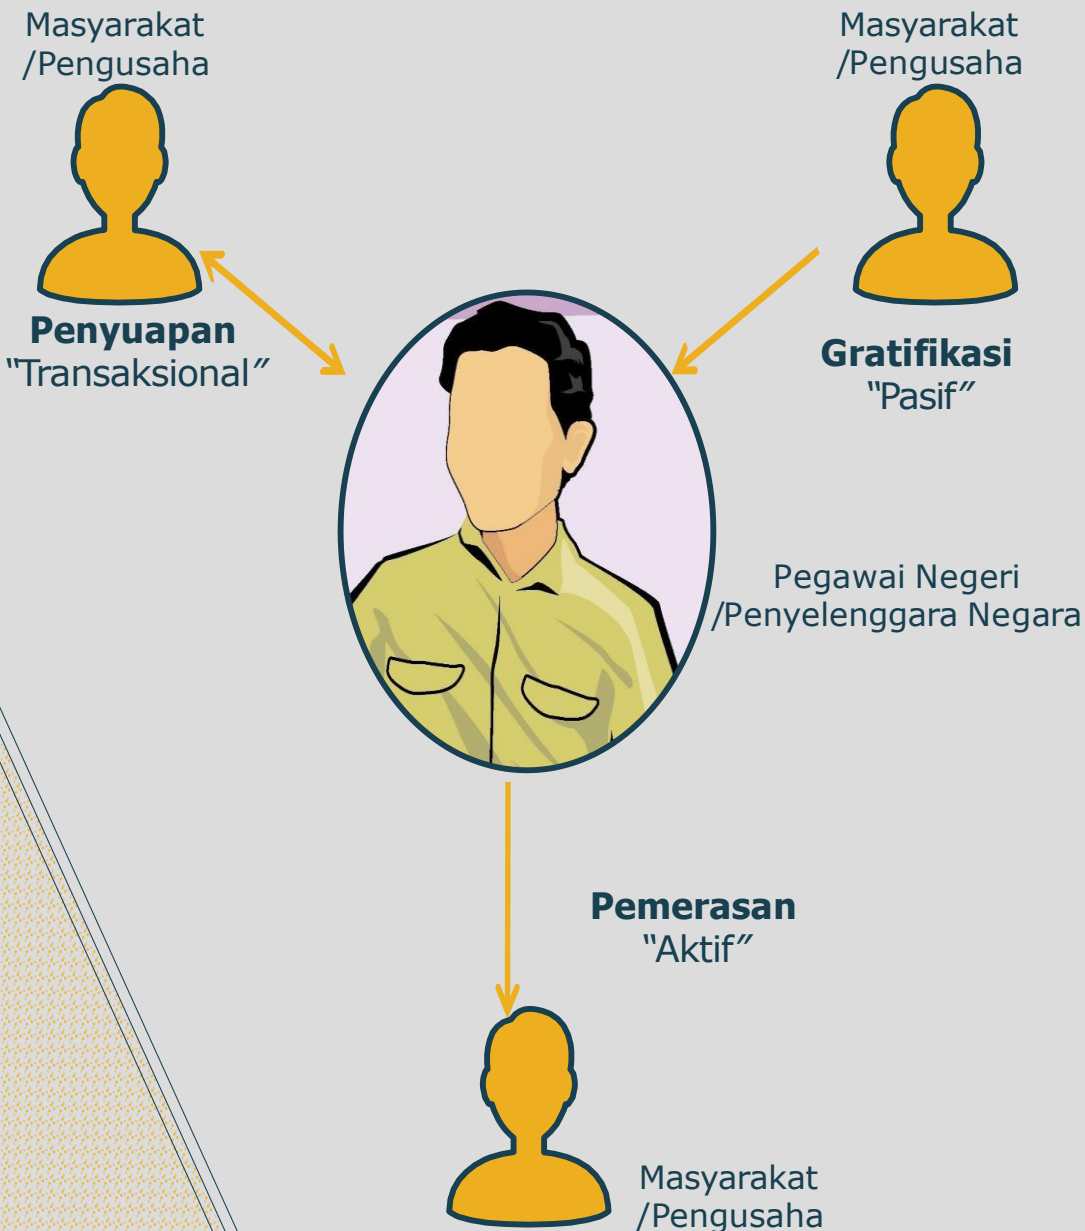 Masyarakat
/Pengusaha
Masyarakat
/Pengusaha
Penyuapan
"Transaksional"
Gratifikasi
"Pasif"
Pegawai Negeri
/Penyelenggara Negara
Pemerasan
"Aktif"
Masyarakat
/Pengusaha